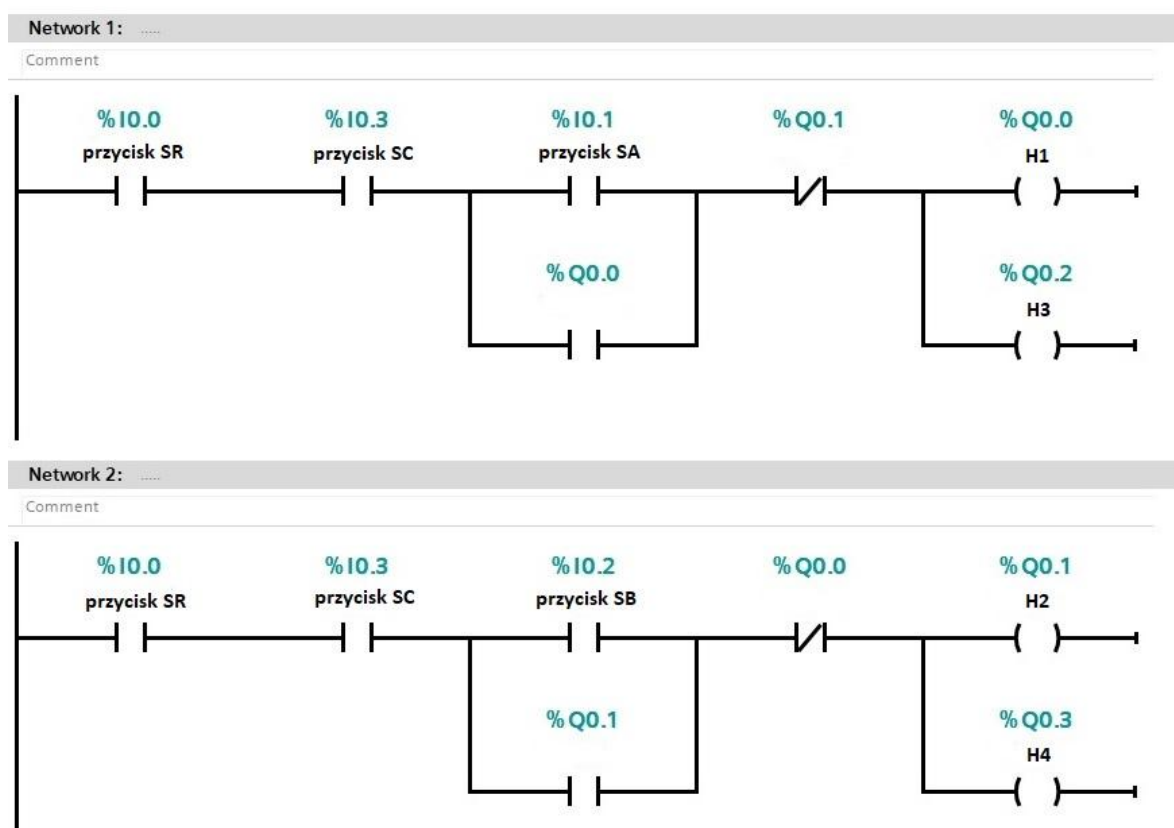 Network 1: .....
Comment
%I0.0 %I0.3 %I0.1 %Q0.1 %Q0.0
przycisk SR przycisk SC przycisk SA H1
%Q0.0 %Q0.2
H3
Network 2: .....
Comment
%I0.0 %I0.3 %I0.2 %Q0.0 %Q0.1
przycisk SR przycisk SC przycisk SB H2
%Q0.1 %Q0.3
H4